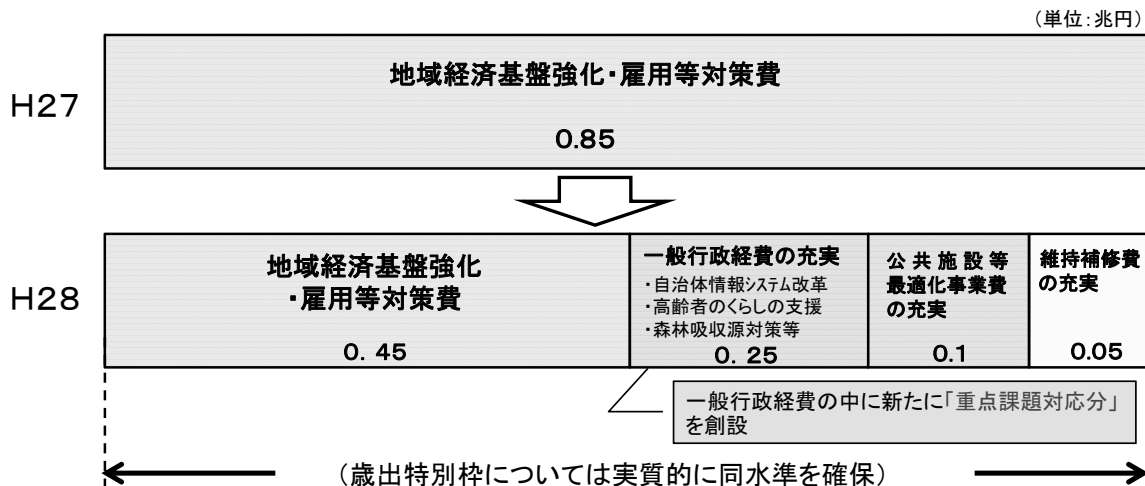 (単位:兆円)
H27
地域経済基盤強化・雇用等対策費
0.85
H28
地域経済基盤強化
・雇用等対策費
0.45
一般行政経費の充実
・自治体情報システム改革
・高齢者のくらしの支援
・森林吸収源対策等
0.25
公共施設等
最適化事業費
の充実
0.1
維持補修費
の充実
0.05
一般行政経費の中に新たに「重点課題対応分」
を創設
(歳出特別枠については実質的に同水準を確保)